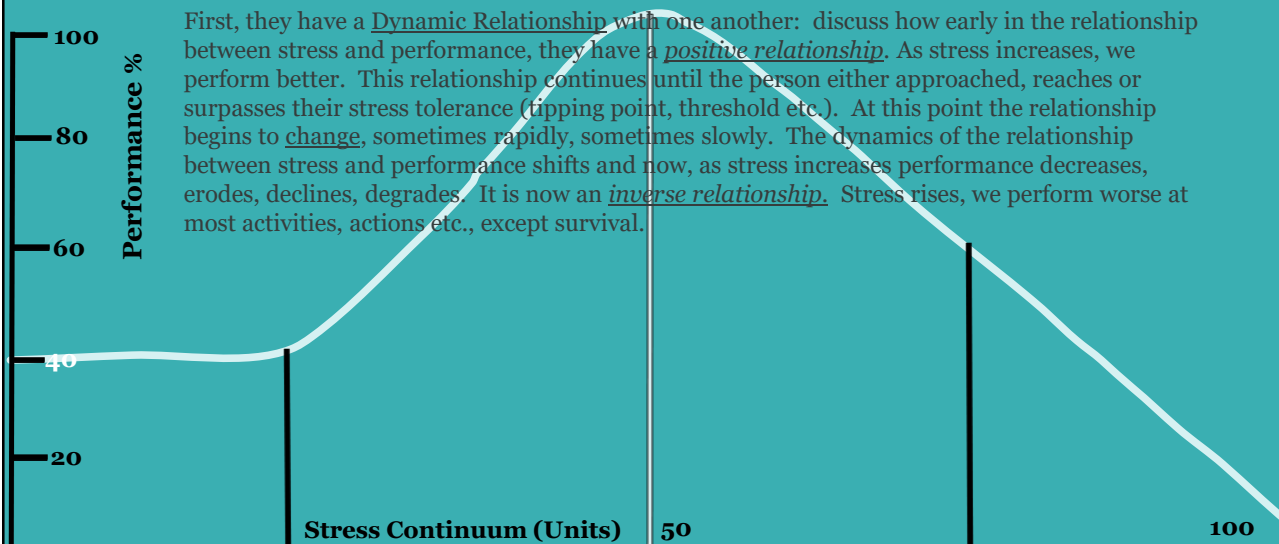 First, they have a Dynamic Relationship with one another: discuss how early in the relationship
between stress and performance, they have a positive relationship. As stress increases, we
perform better. This relationship continues until the person either approached, reaches or
surpasses their stress tolerance (tipping point, threshold etc.). At this point the relationship
begins to change, sometimes rapidly, sometimes slowly. The dynamics of the relationship
between stress and performance shifts and now, as stress increases performance decreases,
erodes, declines, degrades. It is now an inverse relationship. Stress rises, we perform worse at
most activities, actions etc., except survival.
Performance %
100
80
60
40
20
Stress Continuum (Units)
50
100